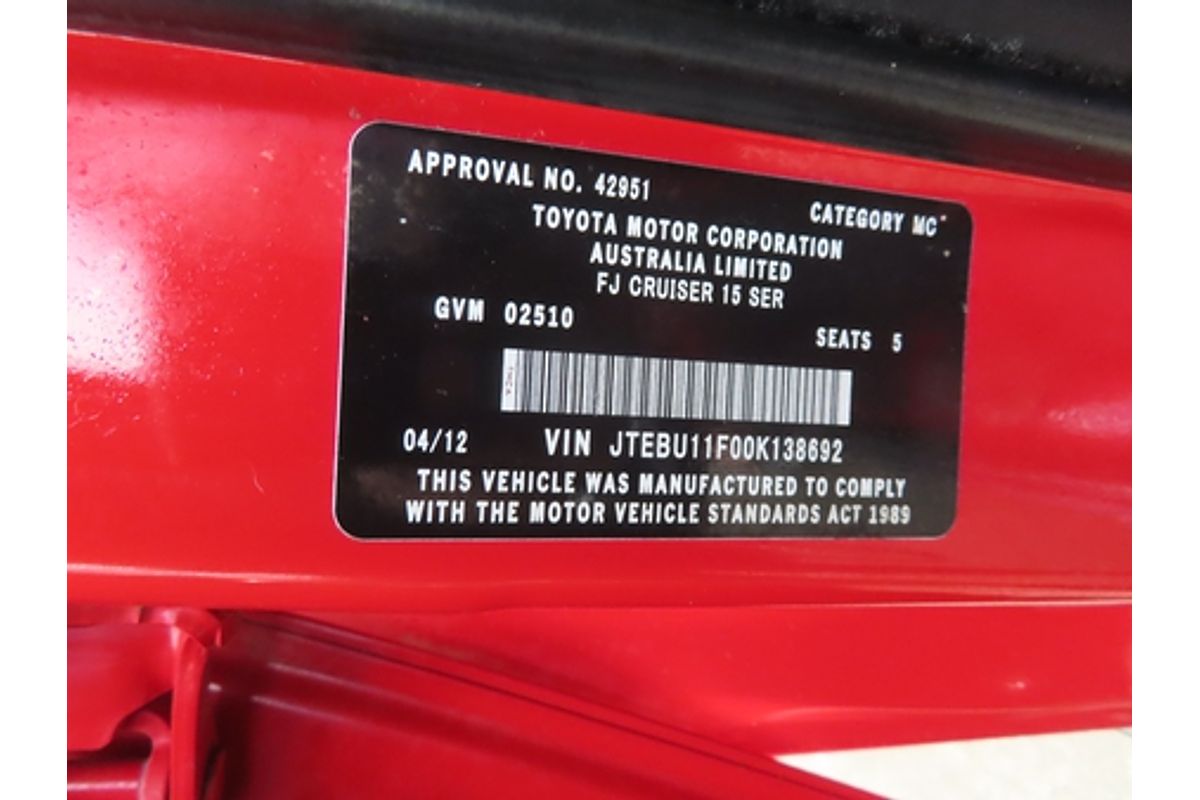 APPROVAL NO. 42951
CATEGORY MC
TOYOTA MOTOR CORPORATION
AUSTRALIA LIMITED
FJ CRUISER 15 SER
GVM 02510
SEATS 5
TMCA
04/12 VIN JTEBU11F00K138692
THIS VEHICLE WAS MANUFACTURED TO COMPLY
WITH THE MOTOR VEHICLE STANDARDS ACT 1989